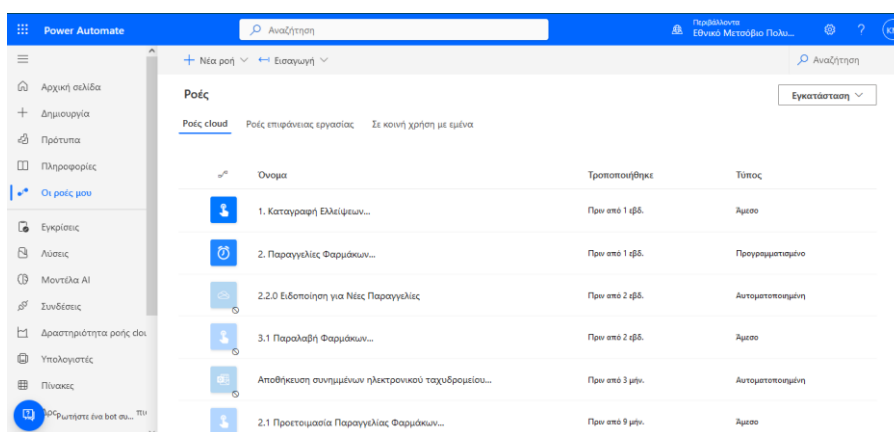 Power Automate
Αναζήτηση
Περιβάλλοντα
Εθνικό Μετσόβιο Πολυ...
?
Νέα ροή
Εισαγωγή
Αναζήτηση
Αρχική σελίδα
Δημιουργία
Πρότυπα
Πληροφορίες
Οι ροές μου
Εγκρίσεις
Λύσεις
Μοντέλα AI
Συνδέσεις
Δραστηριότητα ροής clou
Υπολογιστές
Πίνακες
Ρωτήστε ένα bot συ...
Ροές
Εγκατάσταση
Ροές cloud
Ροές επιφάνειας εργασίας
Σε κοινή χρήση με εμένα
Όνομα
Τροποποιήθηκε
Τύπος
1. Καταγραφή Ελλείψεων...
Πριν από 1 εβδ.
Άμεσο
2. Παραγγελίες Φαρμάκων...
Πριν από 1 εβδ.
Προγραμματισμένο
2.2.0 Ειδοποίηση για Νέες Παραγγελίες
Πριν από 2 εβδ.
Αυτοματοποιημένη
3.1 Παραλαβή Φαρμάκων...
Πριν από 2 εβδ.
Άμεσο
Αποθήκευση συνημμένων ηλεκτρονικού ταχυδρομείου...
Πριν από 3 μήν.
Αυτοματοποιημένη
2.1 Προετοιμασία Παραγγελίας Φαρμάκων...
Πριν από 9 μήν.
Άμεσο